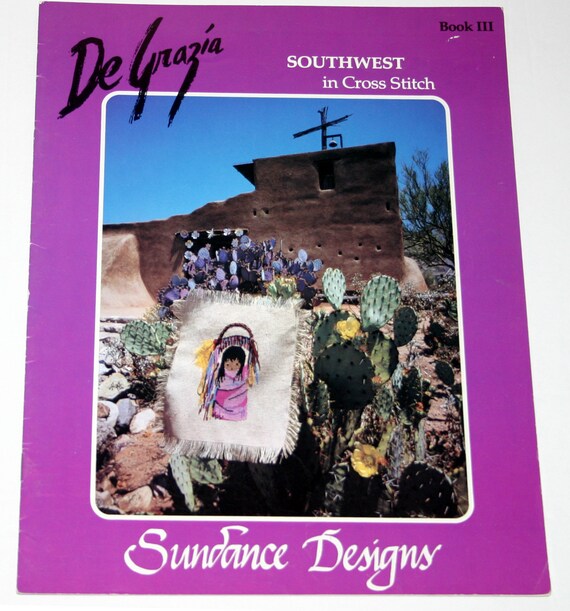 Book III
De Grazia
SOUTHWEST
in Cross Stitch
Sundance Designs